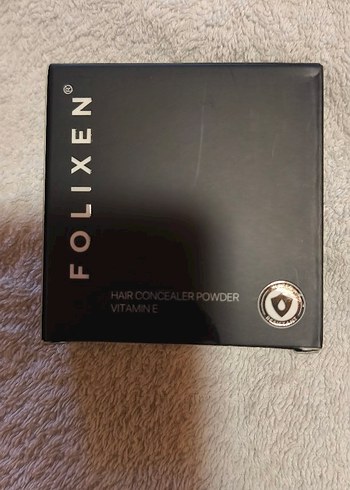 FOLIXEN®
HAIR CONCEALER POWDER
VITAMIN E